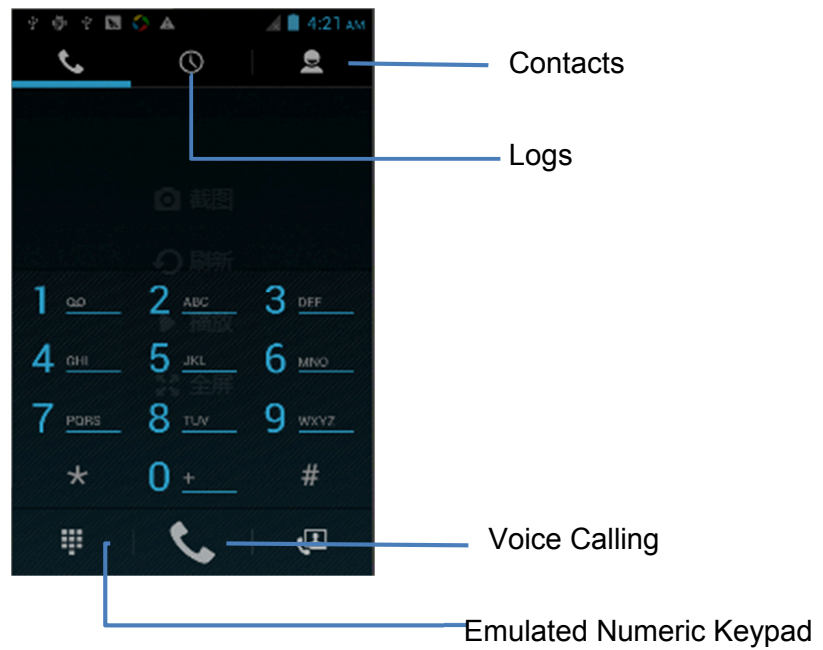 4:21 AM
Contacts
Logs
截图
刷新
1 2 ABC 3 DEF
播放
4 GHI 5 JKL 6 MNO
全屏
7 PQRS 8 TUV 9 WXYZ
* 0 + #
Voice Calling
Emulated Numeric Keypad